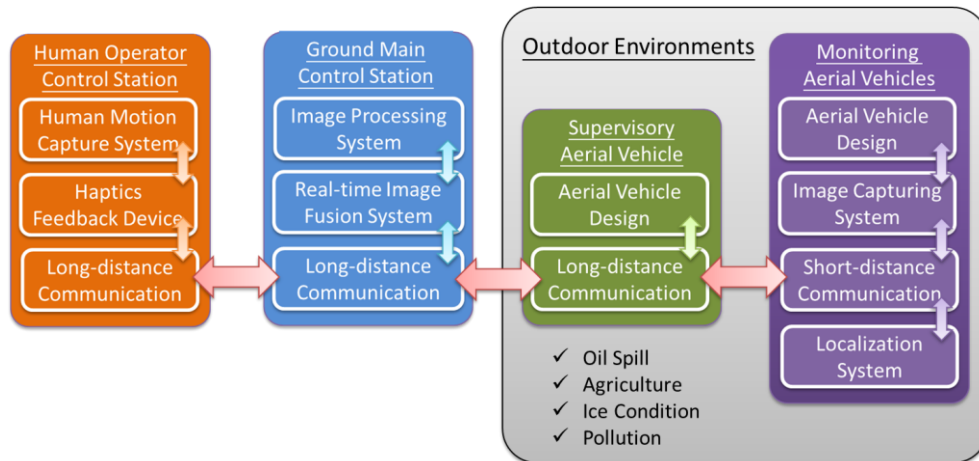 Human Operator
Control Station
Human Motion
Capture System
Haptics
Feedback Device
Long-distance
Communication
Ground Main
Control Station
Image Processing
System
Real-time Image
Fusion System
Long-distance
Communication
Outdoor Environments
Supervisory
Aerial Vehicle
Aerial Vehicle
Design
Long-distance
Communication
✓ Oil Spill
✓ Agriculture
✓ Ice Condition
✓ Pollution
Monitoring
Aerial Vehicles
Aerial Vehicle
Design
Image Capturing
System
Short-distance
Communication
Localization
System